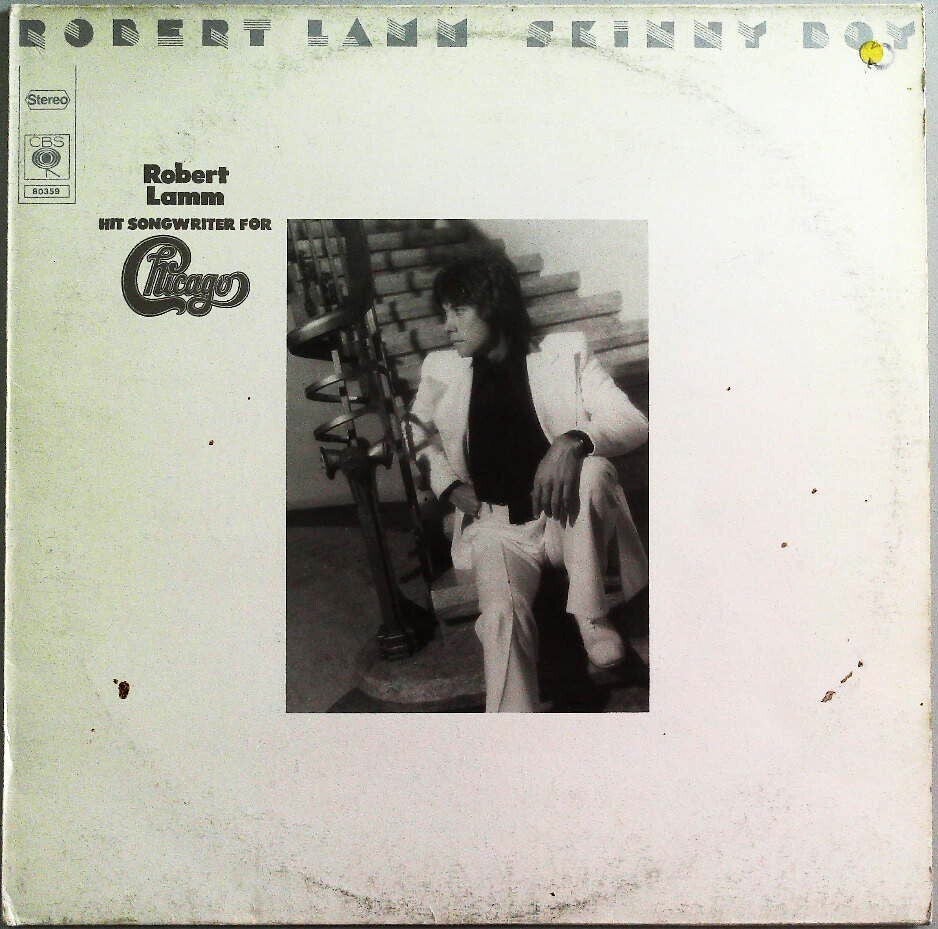 ROBERT LAMM SKINNY BOY
Stereo
CBS
80359
Robert
Lamm
HIT SONGWRITER FOR
Chicago